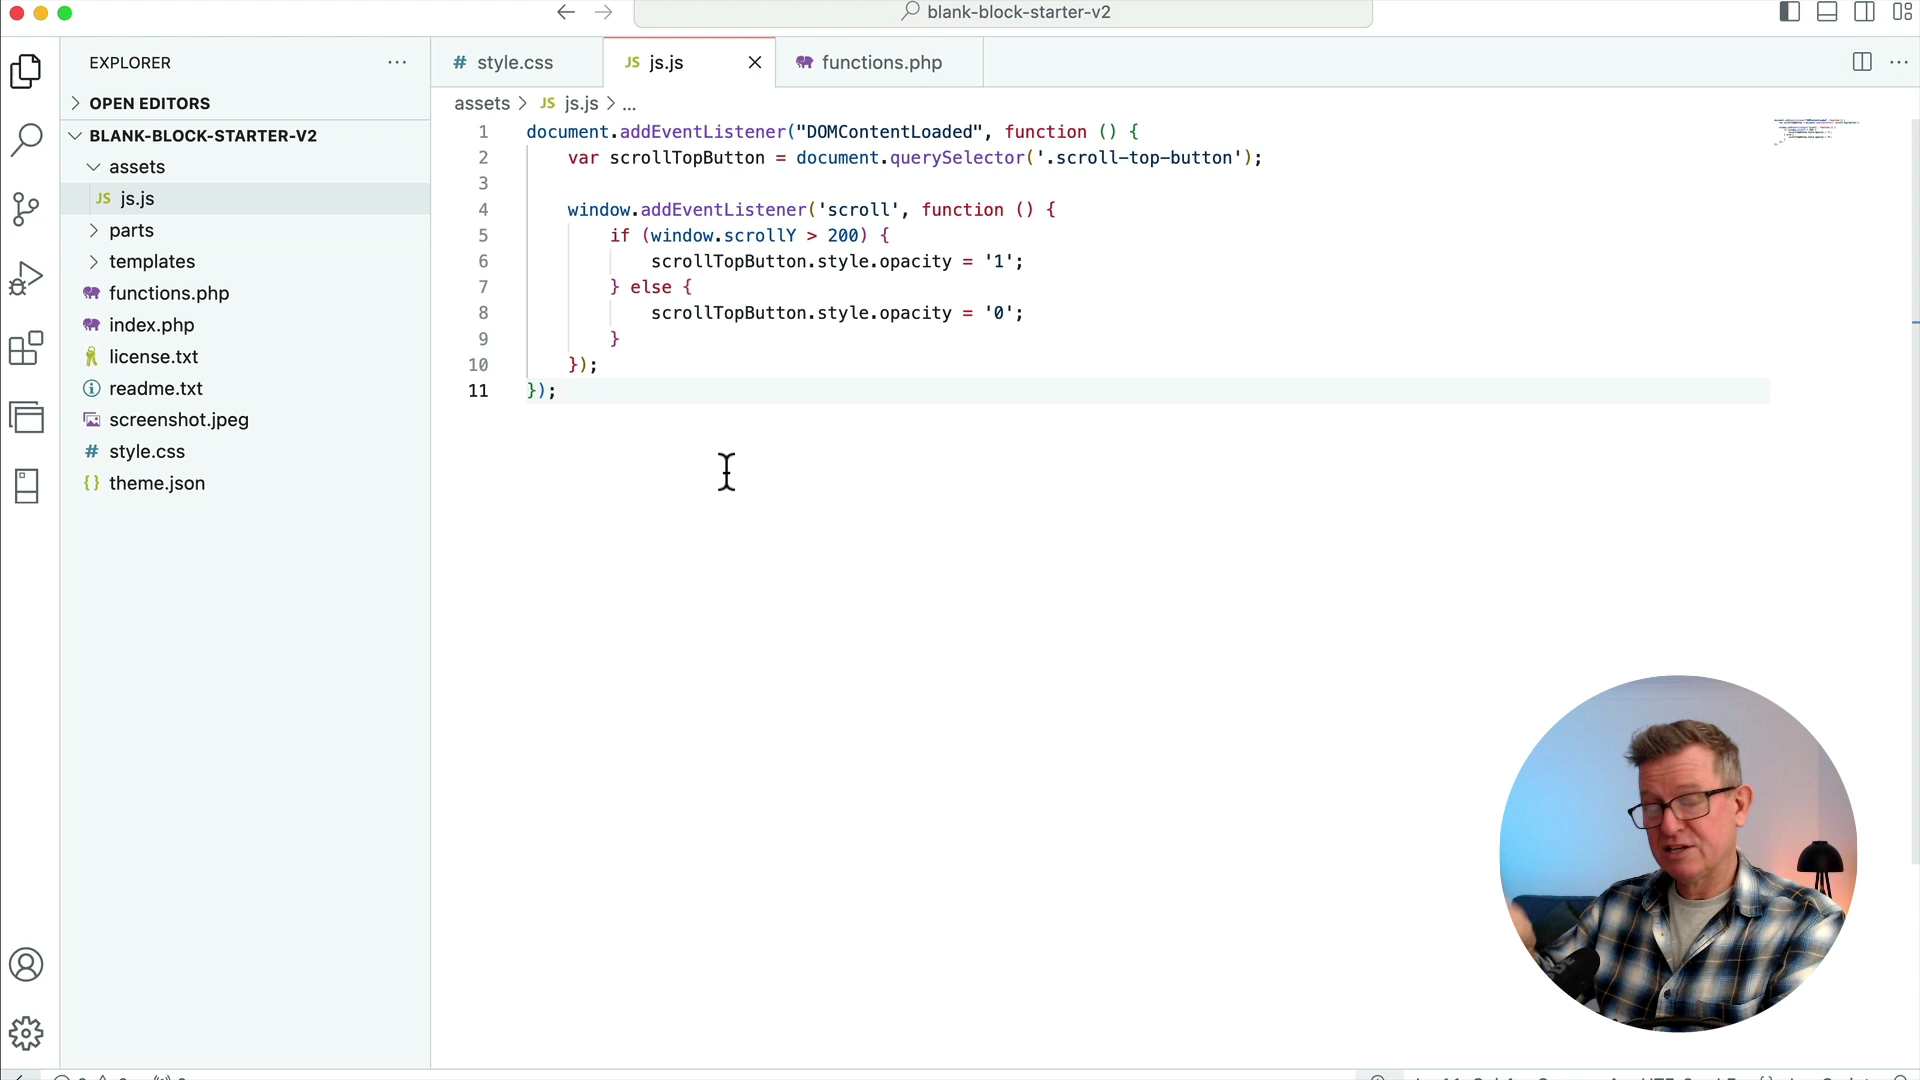 blank-block-starter-v2
EXPLORER
OPEN EDITORS
BLANK-BLOCK-STARTER-V2
assets
JS js.js
parts
templates
functions.php
index.php
license.txt
readme.txt
screenshot.jpeg
# style.css
{} theme.json
# style.css
JS js.js
functions.php
assets > JS js.js > ...
1 document.addEventListener("DOMContentLoaded", function () {
2 var scrollTopButton = document.querySelector('.scroll-top-button');
3
4 window.addEventListener('scroll', function () {
5 if (window.scrollY > 200) {
6 scrollTopButton.style.opacity = '1';
7 } else {
8 scrollTopButton.style.opacity = '0';
9 }
10 });
11 });